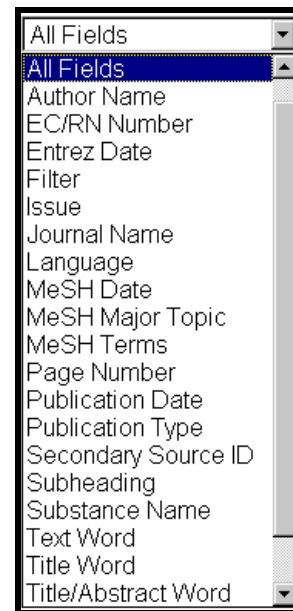 All Fields
All Fields
Author Name
EC/RN Number
Entrez Date
Filter
Issue
Journal Name
Language
MeSH Date
MeSH Major Topic
MeSH Terms
Page Number
Publication Date
Publication Type
Secondary Source ID
Subheading
Substance Name
Text Word
Title Word
Title/Abstract Word